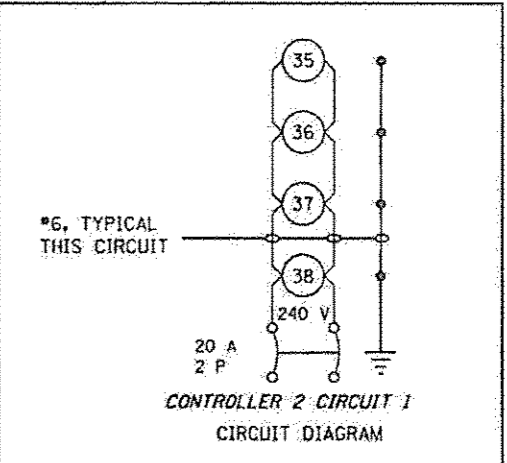 35
36
37
#6, TYPICAL
THIS CIRCUIT
38
240 V
20 A
2 P
CONTROLLER 2 CIRCUIT 1
CIRCUIT DIAGRAM